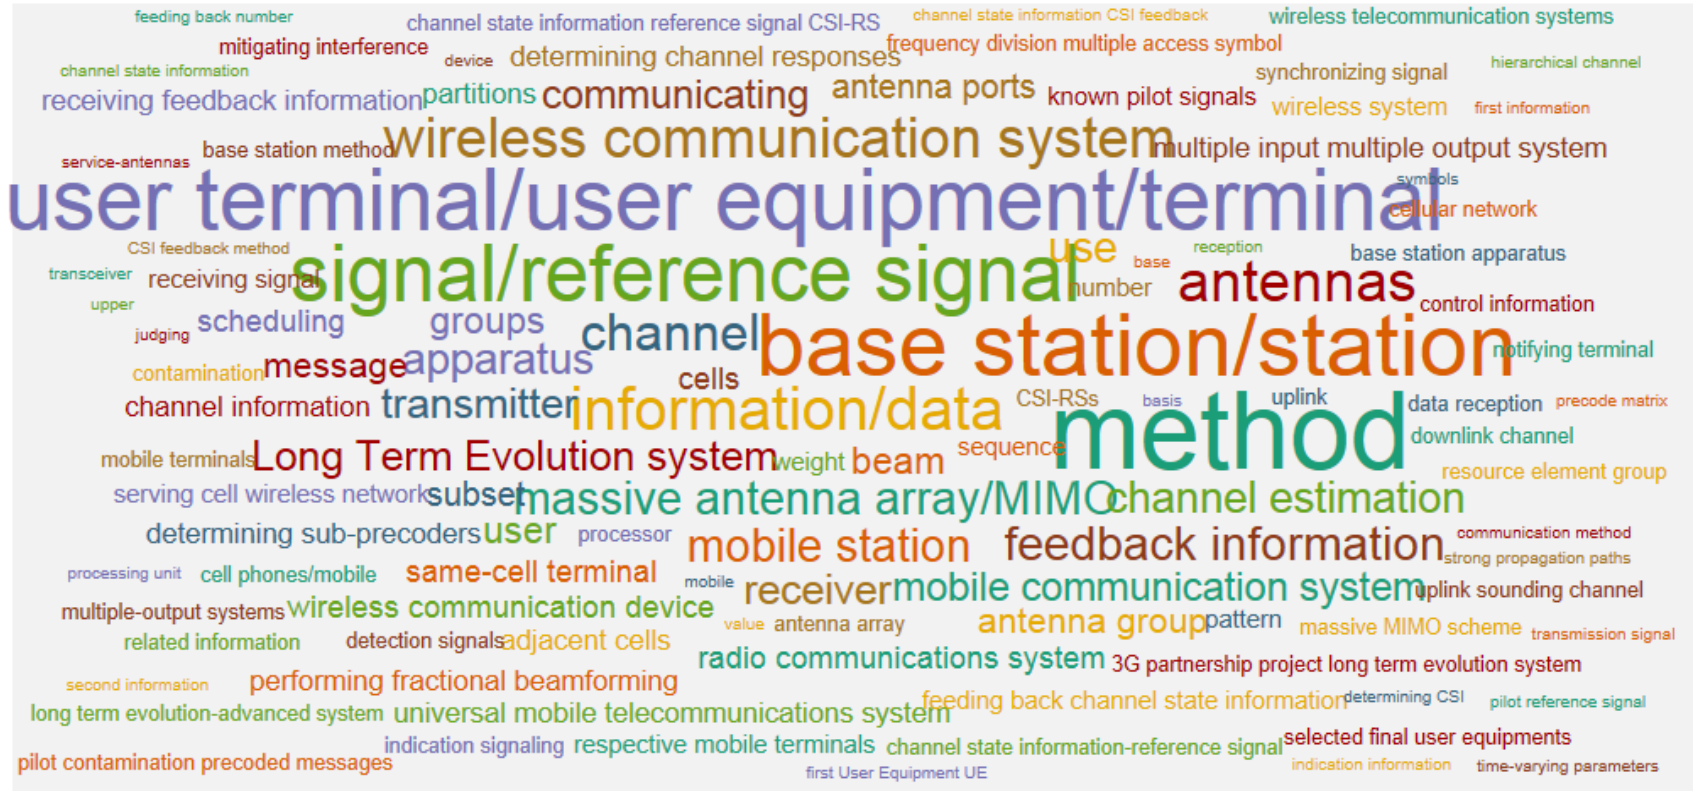 feeding back number
channel state information reference signal CSI-RS
channel state information CSI feedback
wireless telecommunication systems
mitigating interference
device
determining channel responses
frequency division multiple access symbol
channel state information
synchronizing signal
hierarchical channel
receiving feedback information
partitions
communicating
antenna ports
known pilot signals
wireless system
first information
service-antennas
base station method
wireless communication system
multiple input multiple output system
user terminal/user equipment/terminal
symbols
cellular network
CSI feedback method
use
reception
base station apparatus
transceiver
receiving signal
signal/reference signal
base
number
antennas
upper
control information
judging
scheduling
groups
channel
base station/station
notifying terminal
contamination
message
apparatus
cells
channel information
transmitter
information/data
CSI-RSs
method
basis
uplink
data reception
precode matrix
downlink channel
mobile terminals
Long Term Evolution system
weight
beam
sequence
resource element group
serving cell wireless network
subset
massive antenna array/MIMO
channel estimation
determining sub-precoders
user
processor
mobile station
feedback information
communication method
strong propagation paths
processing unit
cell phones/mobile
same-cell terminal
mobile
receiver
mobile communication system
uplink sounding channel
multiple-output systems
wireless communication device
value
antenna array
antenna group
pattern
massive MIMO scheme
transmission signal
related information
detection signals
adjacent cells
radio communications system
3G partnership project long term evolution system
second information
performing fractional beamforming
feeding back channel state information
determining CSI
pilot reference signal
long term evolution-advanced system
universal mobile telecommunications system
indication signaling
respective mobile terminals
channel state information-reference signal
selected final user equipments
pilot contamination precoded messages
first User Equipment UE
indication information
time-varying parameters